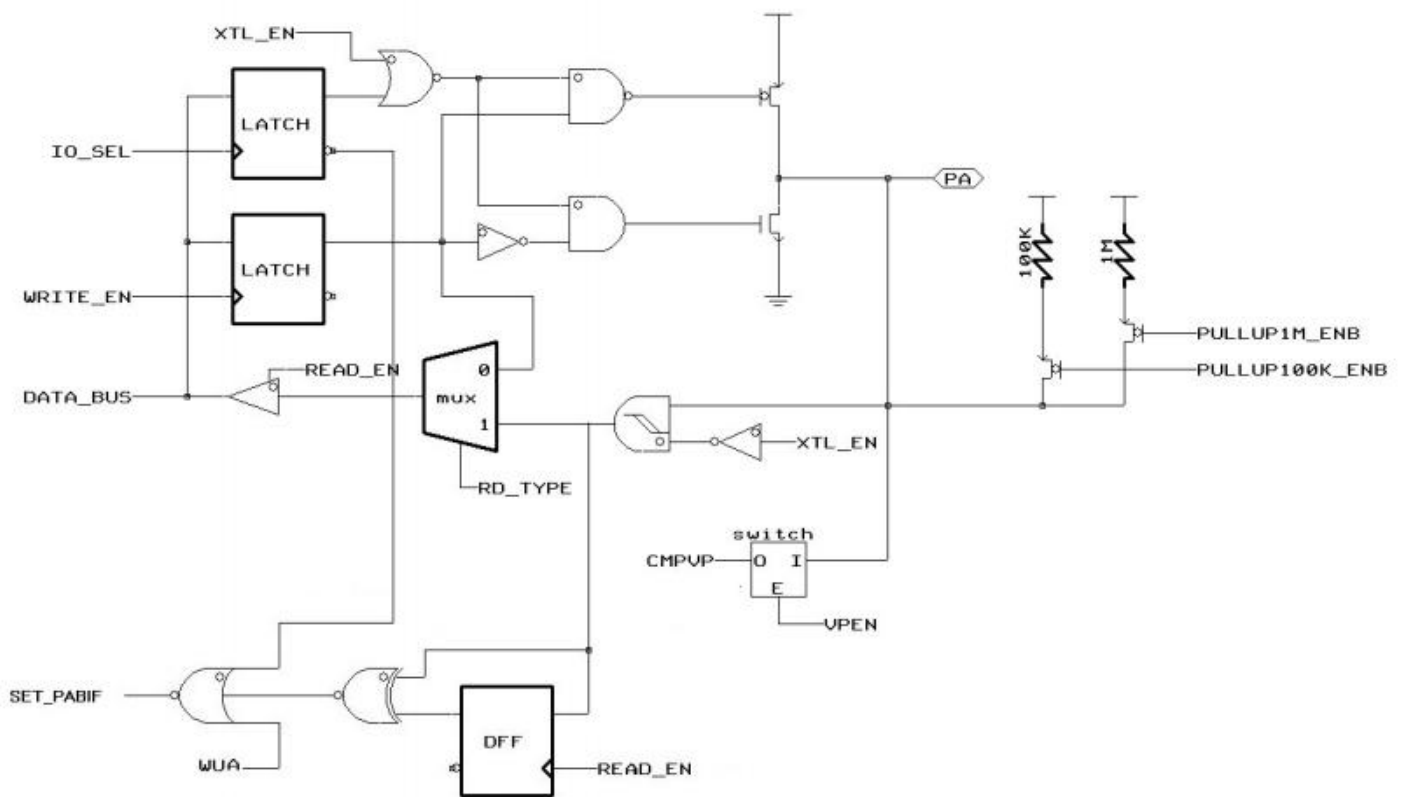 XTL_EN
LATCH
IO_SEL
PA
LATCH
WRITE_EN
100K
1M
PULLUP1M_ENB
READ_EN
0
PULLUP100K_ENB
DATA_BUS
mux
1
XTL_EN
RD_TYPE
switch
CMPVP
O I
E
VPEN
SET_PABIF
DFF
WUA
READ_EN